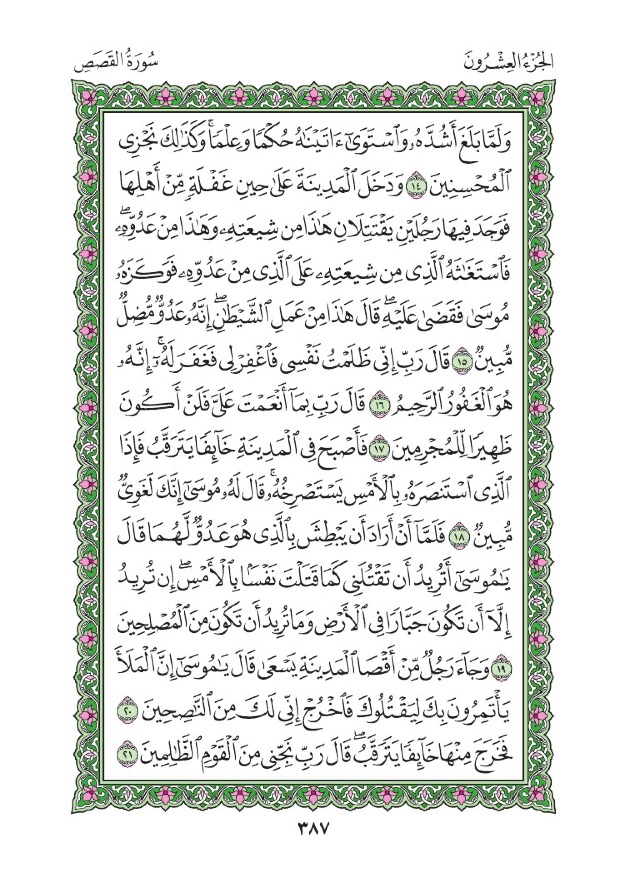 الجُزْءُ العِشْرُونَ
سُورَةُ القَصَصِ
وَلَمَّا بَلَغَ أَشُدَّهُۥ وَٱسْتَوَىٰٓ ءَاتَيْنَٰهُ حُكْمًا وَعِلْمًاۚ وَكَذَٰلِكَ نَجْزِى
ٱلْمُحْسِنِينَ ١٤ وَدَخَلَ ٱلْمَدِينَةَ عَلَىٰ حِينِ غَفْلَةٍ مِّنْ أَهْلِهَا
فَوَجَدَ فِيهَا رَجُلَيْنِ يَقْتَتِلَانِ هَٰذَا مِن شِيعَتِهِۦ وَهَٰذَا مِنْ عَدُوِّهِۦۖ
فَٱسْتَغَٰثَهُ ٱلَّذِى مِن شِيعَتِهِۦ عَلَى ٱلَّذِى مِنْ عَدُوِّهِۦ فَوَكَزَهُۥ
مُوسَىٰ فَقَضَىٰ عَلَيْهِۖ قَالَ هَٰذَا مِنْ عَمَلِ ٱلشَّيْطَٰنِۖ إِنَّهُۥ عَدُوٌّ مُّضِلٌّ
مُّبِينٌ ١٥ قَالَ رَبِّ إِنِّى ظَلَمْتُ نَفْسِى فَٱغْفِرْ لِى فَغَفَرَ لَهُۥٓۚ إِنَّهُۥ
هُوَ ٱلْغَفُورُ ٱلرَّحِيمُ ١٦ قَالَ رَبِّ بِمَآ أَنْعَمْتَ عَلَىَّ فَلَنْ أَكُونَ
ظَهِيرًا لِّلْمُجْرِمِينَ ١٧ فَأَصْبَحَ فِى ٱلْمَدِينَةِ خَآئِفًا يَتَرَقَّبُ فَإِذَا
ٱلَّذِى ٱسْتَنصَرَهُۥ بِٱلْأَمْسِ يَسْتَصْرِخُهُۥۚ قَالَ لَهُۥ مُوسَىٰٓ إِنَّكَ لَغَوِىٌّ
مُّبِينٌ ١٨ فَلَمَّآ أَنْ أَرَادَ أَن يَبْطِشَ بِٱلَّذِى هُوَ عَدُوٌّ لَّهُمَا قَالَ
يَٰمُوسَىٰٓ أَتُرِيدُ أَن تَقْتُلَنِى كَمَا قَتَلْتَ نَفْسًۢا بِٱلْأَمْسِۖ إِن تُرِيدُ
إِلَّآ أَن تَكُونَ جَبَّارًا فِى ٱلْأَرْضِ وَمَا تُرِيدُ أَن تَكُونَ مِنَ ٱلْمُصْلِحِينَ
١٩ وَجَآءَ رَجُلٌ مِّنْ أَقْصَا ٱلْمَدِينَةِ يَسْعَىٰ قَالَ يَٰمُوسَىٰٓ إِنَّ ٱلْمَلَأَ
يَأْتَمِرُونَ بِكَ لِيَقْتُلُوكَ فَٱخْرُجْ إِنِّى لَكَ مِنَ ٱلنَّٰصِحِينَ ٢٠
فَخَرَجَ مِنْهَا خَآئِفًا يَتَرَقَّبُۖ قَالَ رَبِّ نَجِّنِى مِنَ ٱلْقَوْمِ ٱلظَّٰلِمِينَ ٢١
٣٨٧